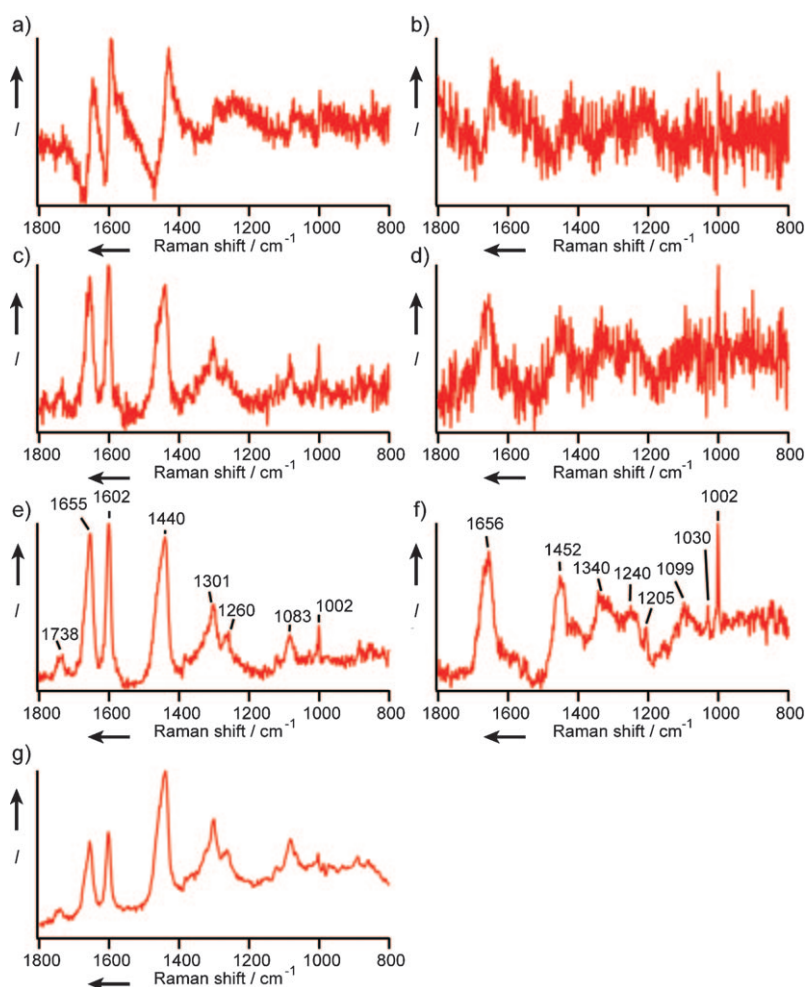 a) b)
I I
1800 1600 1400 1200 1000 800 1800 1600 1400 1200 1000 800
Raman shift / cm-1 Raman shift / cm-1
c) d)
I I
1800 1600 1400 1200 1000 800 1800 1600 1400 1200 1000 800
Raman shift / cm-1 Raman shift / cm-1
e) f)
1655 1602 1440 1301 1260 1083 1002 1738
1656 1452 1340 1240 1205 1099 1030 1002
I I
1800 1600 1400 1200 1000 800 1800 1600 1400 1200 1000 800
Raman shift / cm-1 Raman shift / cm-1
g)
I
1800 1600 1400 1200 1000 800
Raman shift / cm-1